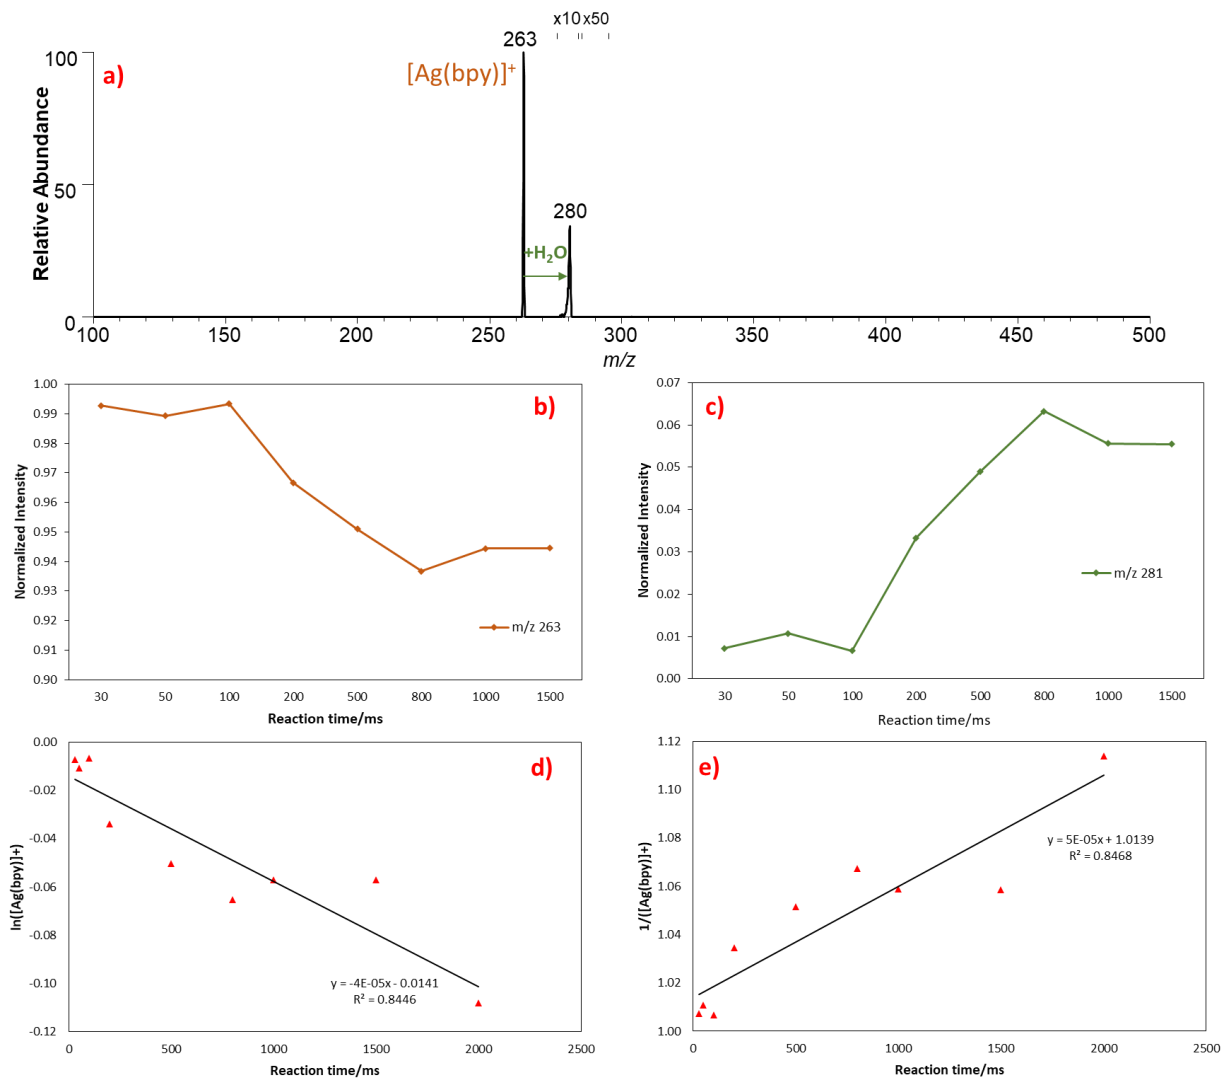 x10 x50
263
100
a)
[Ag(bpy)]+
Relative Abundance
50
280
+H2O
0
100 150 200 250 300 350 400 450 500
m/z
1.00
0.99
0.98
0.97
0.96
0.95
0.94
0.93
0.92
0.91
0.90
Normalized Intensity
b)
m/z 263
30 50 100 200 500 800 1000 1500
Reaction time/ms
0.07
0.06
0.05
0.04
0.03
0.02
0.01
0.00
Normalized Intensity
c)
m/z 281
30 50 100 200 500 800 1000 1500
Reaction time/ms
0.00
-0.02
-0.04
-0.06
-0.08
-0.10
-0.12
ln([Ag(bpy)]+)
d)
y = -4E-05x - 0.0141
R² = 0.8446
0 500 1000 1500 2000 2500
Reaction time/ms
1.12
1.10
1.08
1.06
1.04
1.02
1.00
1/([Ag(bpy)]+)
e)
y = 5E-05x + 1.0139
R² = 0.8468
0 500 1000 1500 2000 2500
Reaction time/ms